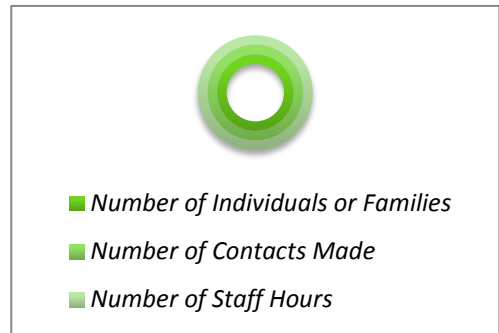 Number of Individuals or Families
Number of Contacts Made
Number of Staff Hours